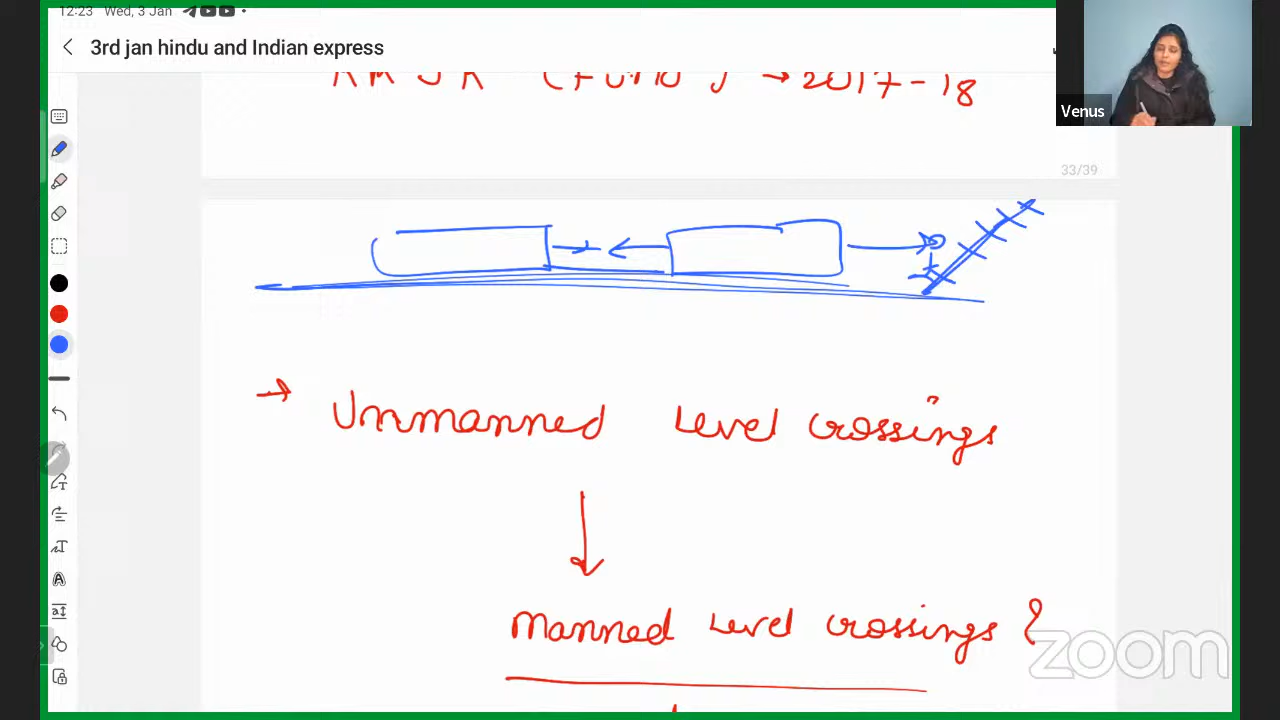 12:23 Wed, 3 Jan
3rd jan hindu and Indian express
Venus
(Fund) → 2017-18
33/39
→ Unmanned Level crossings
Manned Level crossings &
zoom